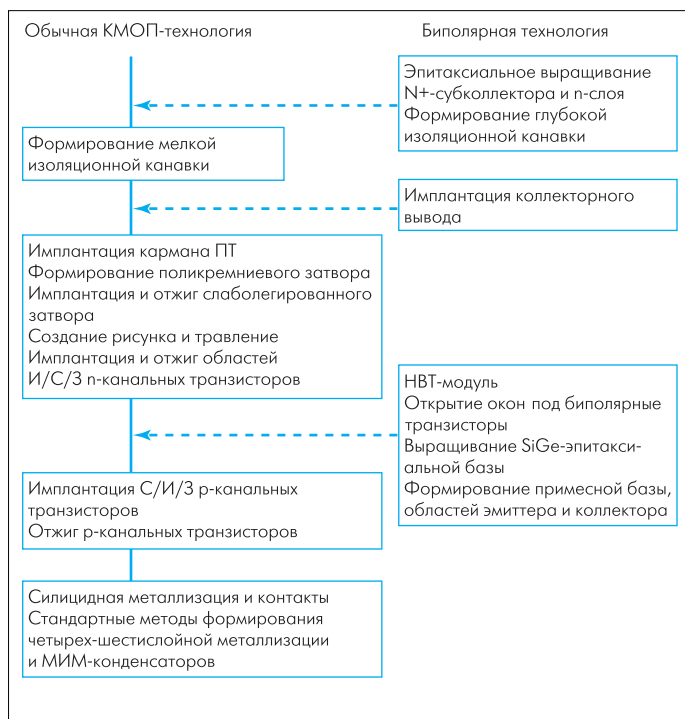 Обычная КМОП-технология
Биполярная технология
Эпитаксиальное выращивание
N+-субколлектора и n-слоя
Формирование глубокой
изоляционной канавки
Формирование мелкой
изоляционной канавки
Имплантация коллекторного
вывода
Имплантация кармана ПТ
Формирование поликремниевого затвора
Имплантация и отжиг слаболегированного
затвора
Создание рисунка и травление
Имплантация и отжиг областей
И/С/З n-канальных транзисторов
НВТ-модуль
Открытие окон под биполярные
транзисторы
Выращивание SiGe-эпитакси-
альной базы
Формирование примесной базы,
областей эмиттера и коллектора
Имплантация С/И/З р-канальных
транзисторов
Отжиг р-канальных транзисторов
Силицидная металлизация и контакты
Стандартные методы формирования
четырех-шестислойной металлизации
и МИМ-конденсаторов